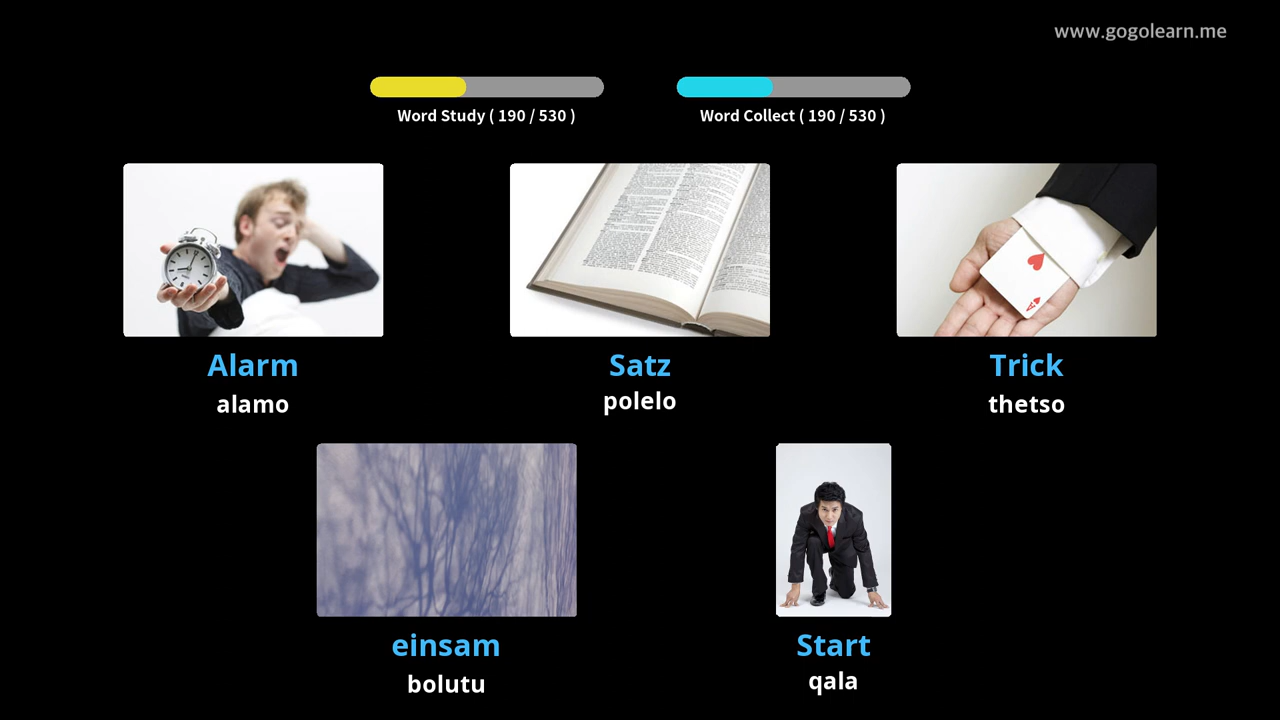 www.gogolearn.me
Word Study ( 190 / 530 )
Word Collect ( 190 / 530 )
Alarm
alamo
Satz
polelo
Trick
thetso
einsam
bolutu
Start
qala